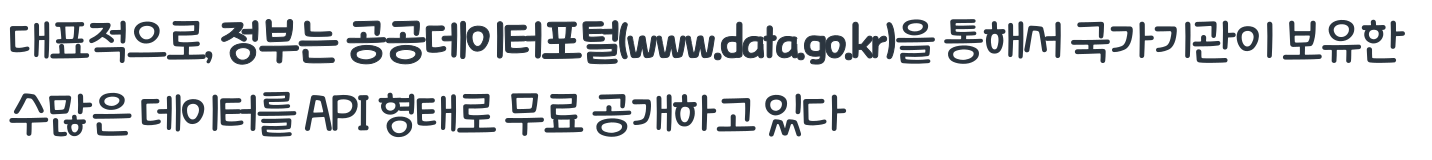 대표적으로, 정부는 공공데이터포털(www.data.go.kr)을 통해서 국가기관이 보유한
수많은 데이터를 API 형태로 무료 공개하고 있다